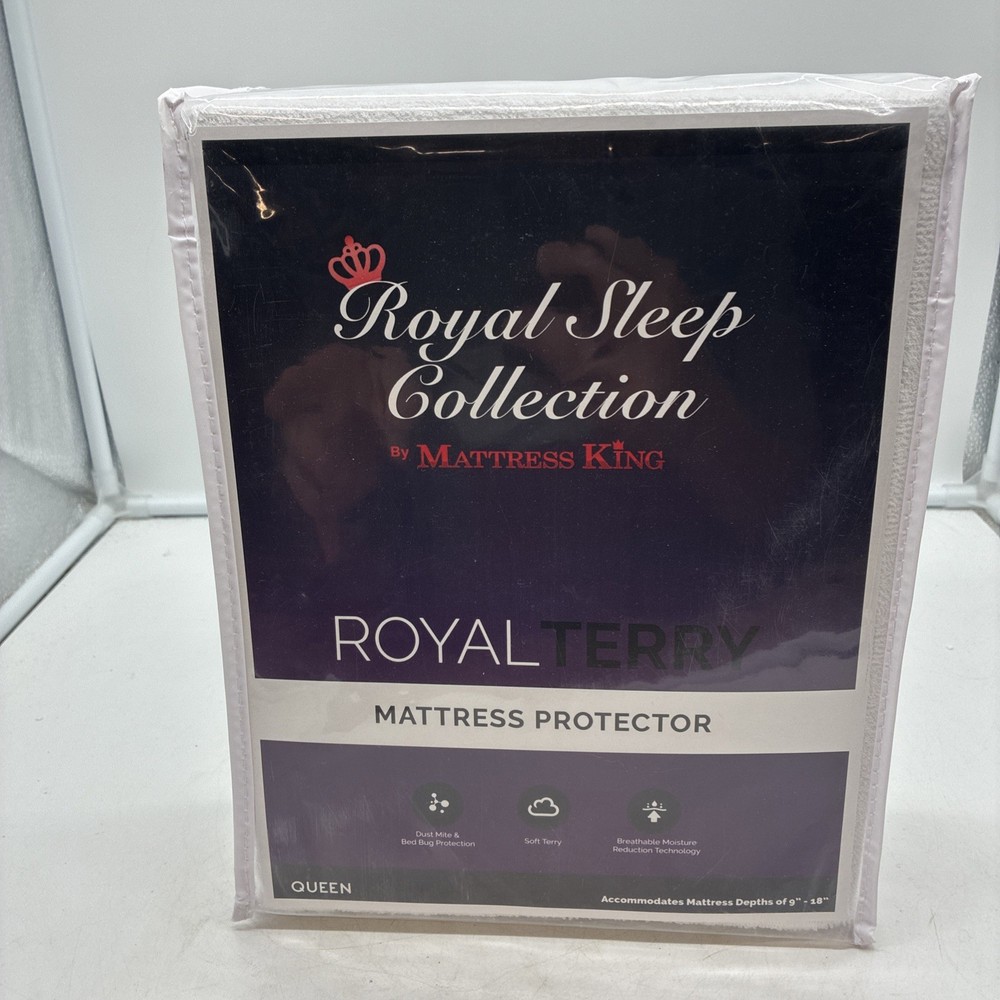 Royal Sleep
Collection
By MATTRESS KING
ROYALTERRY
MATTRESS PROTECTOR
Dust Mite &
Bed Bug Protection
Soft Terry
Breathable Moisture
Reduction Technology
QUEEN
Accommodates Mattress Depths of 9" - 18"